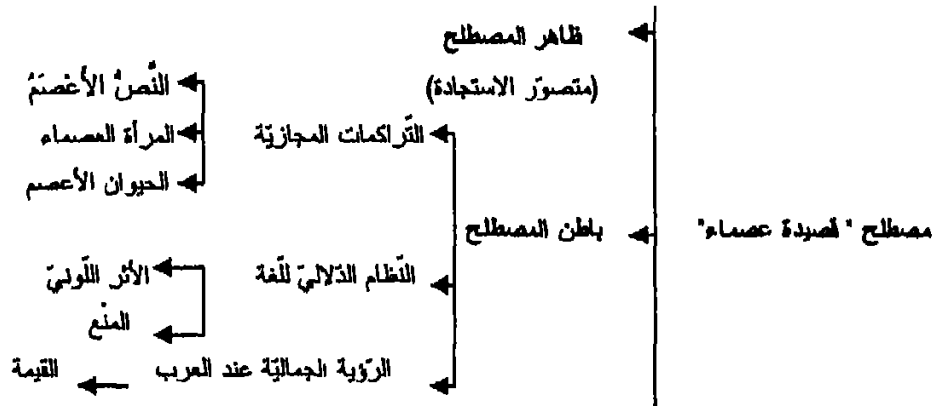 ظاهر المصطلح
(متصوّر الاستجادة)
النّصُّ الأعْصَمُ
التّراكمات المجازيّة
المرأة العصماء
الحيوان الأعصم
مصطلح "قصيدة عصماء"
باطن المصطلح
النّظام الدّلاليّ للّغة
الأثر اللّونيّ
المنْع
الرّؤية الجماليّة عند العرب
القيمة